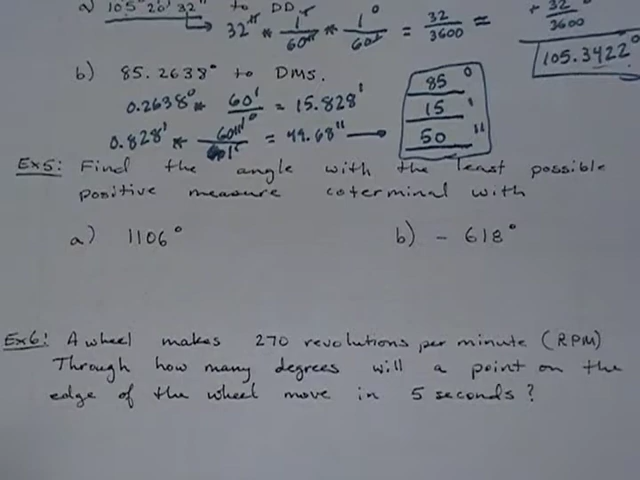 a) 105° 20' 32" to DD
32" * 1'/60" * 1°/60' = 32/3600 ≈
+ 32/3600
105.3422°
b) 85.2638° to DMS.
0.2638° * 60'/ = 15.828'
85°
0.828' * 60"/ = 49.68" →
15'
50"
Ex5: Find the angle with the least possible
positive measure coterminal with
a) 1106°
b) - 618°
Ex6: A wheel makes 270 revolutions per minute (RPM)
Through how many degrees will a point on the
edge of the wheel move in 5 seconds?